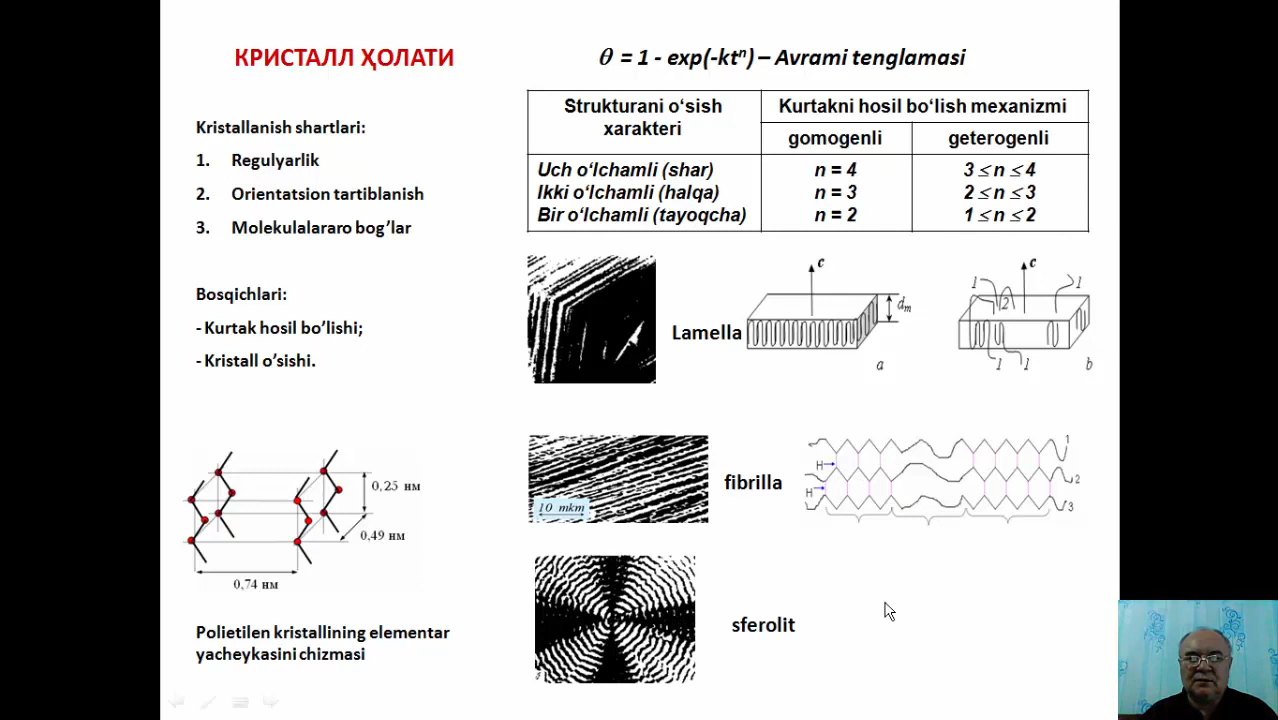 КРИСТАЛЛ ҲОЛАТИ
θ = 1 - exp(-ktⁿ) – Avrami tenglamasi
Kristallanish shartlari:
1. Regulyarlik
2. Orientatsion tartiblanish
3. Molekulalararo bog’lar
Bosqichlari:
- Kurtak hosil bo’lishi;
- Kristall o’sishi.
Strukturani o‘sish xarakteri
Kurtakni hosil bo‘lish mexanizmi
gomogenli
geterogenli
Uch o‘lchamli (shar) n = 4 3 ≤ n ≤ 4
Ikki o‘lchamli (halqa) n = 3 2 ≤ n ≤ 3
Bir o‘lchamli (tayoqcha) n = 2 1 ≤ n ≤ 2
Lamella
c
dm
a
c
1
2
1
1
1
b
10 mkm
fibrilla
H
H
1
2
3
sferolit
0,25 нм
0,49 нм
0,74 нм
Polietilen kristallining elementar
yacheykasini chizmasi